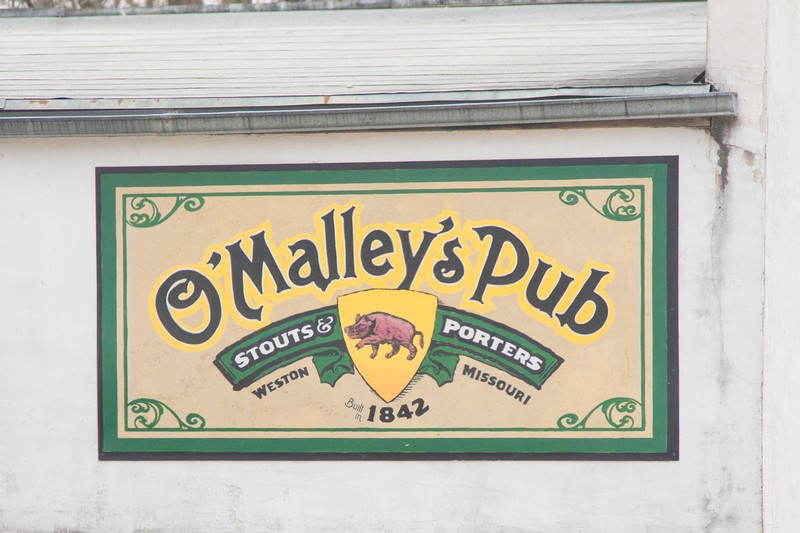 O'Malley's Pub
STOUTS & PORTERS
WESTON MISSOURI
Built in 1842